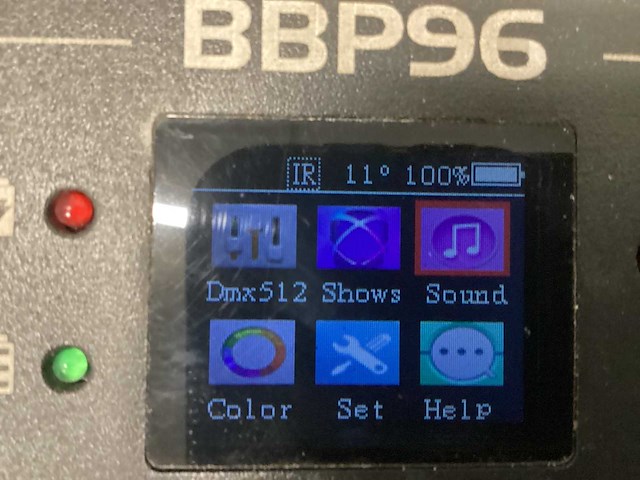 BBP96
IR 11° 100%
Dmx512 Shows Sound
Color Set Help